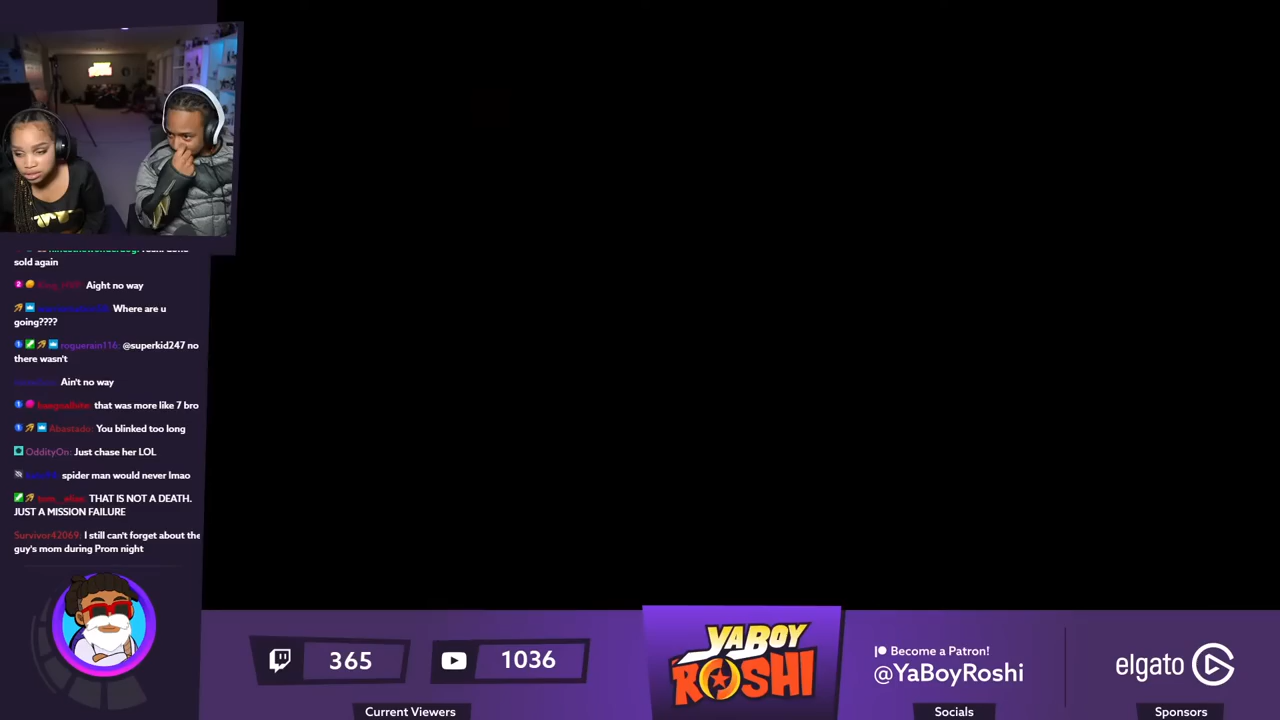 sold again
Aight no way
Where are u
going????
roguerain116: @superkid247 no
there wasn't
Ain't no way
that was more like 7 bro
Abastado: You blinked too long
OddityOn: Just chase her LOL
spider man would never lmao
THAT IS NOT A DEATH.
JUST A MISSION FAILURE
Survivor42069: I still can't forget about the
guy's mom during Prom night
365
1036
Current Viewers
YABOY
ROSHI
Become a Patron!
@YaBoyRoshi
Socials
elgato
Sponsors